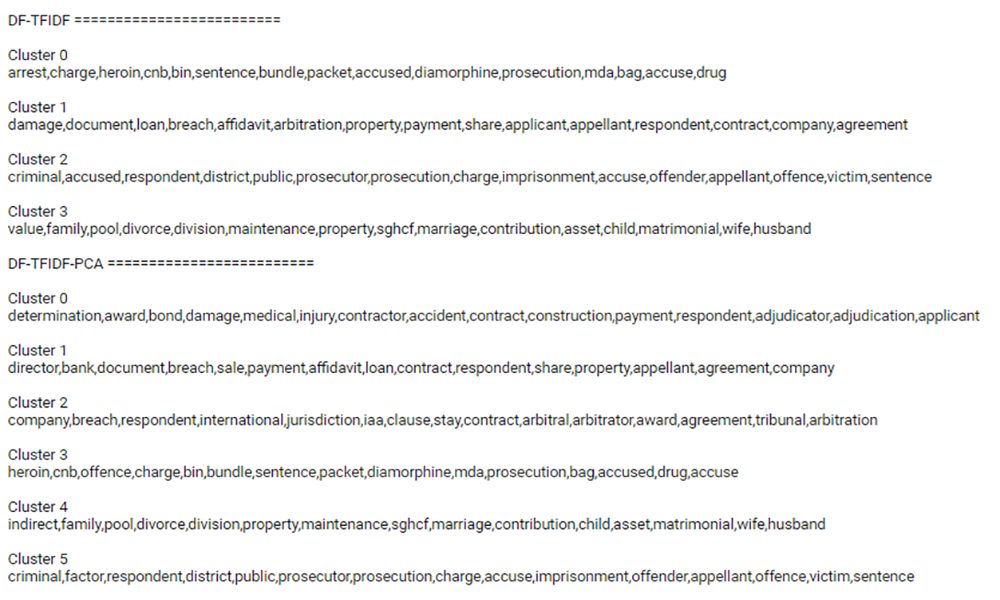 DF-TFIDF =========================
Cluster 0
arrest,charge,heroin,cnb,bin,sentence,bundle,packet,accused,diamorphine,prosecution,mda,bag,accuse,drug
Cluster 1
damage,document,loan,breach,affidavit,arbitration,property,payment,share,applicant,appellant,respondent,contract,company,agreement
Cluster 2
criminal,accused,respondent,district,public,prosecutor,prosecution,charge,imprisonment,accuse,offender,appellant,offence,victim,sentence
Cluster 3
value,family,pool,divorce,division,maintenance,property,sghcf,marriage,contribution,asset,child,matrimonial,wife,husband
DF-TFIDF-PCA =========================
Cluster 0
determination,award,bond,damage,medical,injury,contractor,accident,contract,construction,payment,respondent,adjudicator,adjudication,applicant
Cluster 1
director,bank,document,breach,sale,payment,affidavit,loan,contract,respondent,share,property,appellant,agreement,company
Cluster 2
company,breach,respondent,international,jurisdiction,iaa,clause,stay,contract,arbitral,arbitrator,award,agreement,tribunal,arbitration
Cluster 3
heroin,cnb,offence,charge,bin,bundle,sentence,packet,diamorphine,mda,prosecution,bag,accused,drug,accuse
Cluster 4
indirect,family,pool,divorce,division,property,maintenance,sghcf,marriage,contribution,child,asset,matrimonial,wife,husband
Cluster 5
criminal,factor,respondent,district,public,prosecutor,prosecution,charge,accuse,imprisonment,offender,appellant,offence,victim,sentence